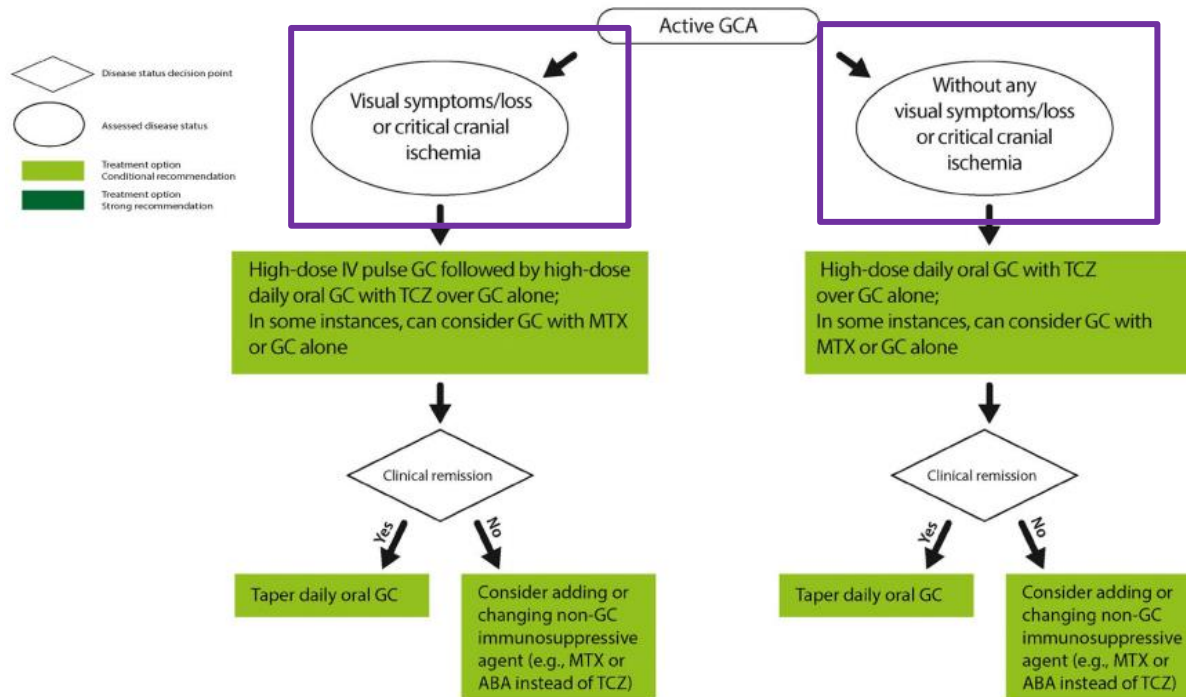 Active GCA
Disease status decision point
Assessed disease status
Treatment option
Conditional recommendation
Treatment option
Strong recommendation
Visual symptoms/loss
or critical cranial
ischemia
Without any
visual symptoms/loss
or critical cranial
ischemia
High-dose IV pulse GC followed by high-dose
daily oral GC with TCZ over GC alone;
In some instances, can consider GC with MTX
or GC alone
High-dose daily oral GC with TCZ
over GC alone;
In some instances, can consider GC with
MTX or GC alone
Clinical remission
Clinical remission
Yes
No
Yes
No
Taper daily oral GC
Consider adding or
changing non-GC
immunosuppressive
agent (e.g., MTX or
ABA instead of TCZ)
Taper daily oral GC
Consider adding or
changing non-GC
immunosuppressive
agent (e.g., MTX or
ABA instead of TCZ)